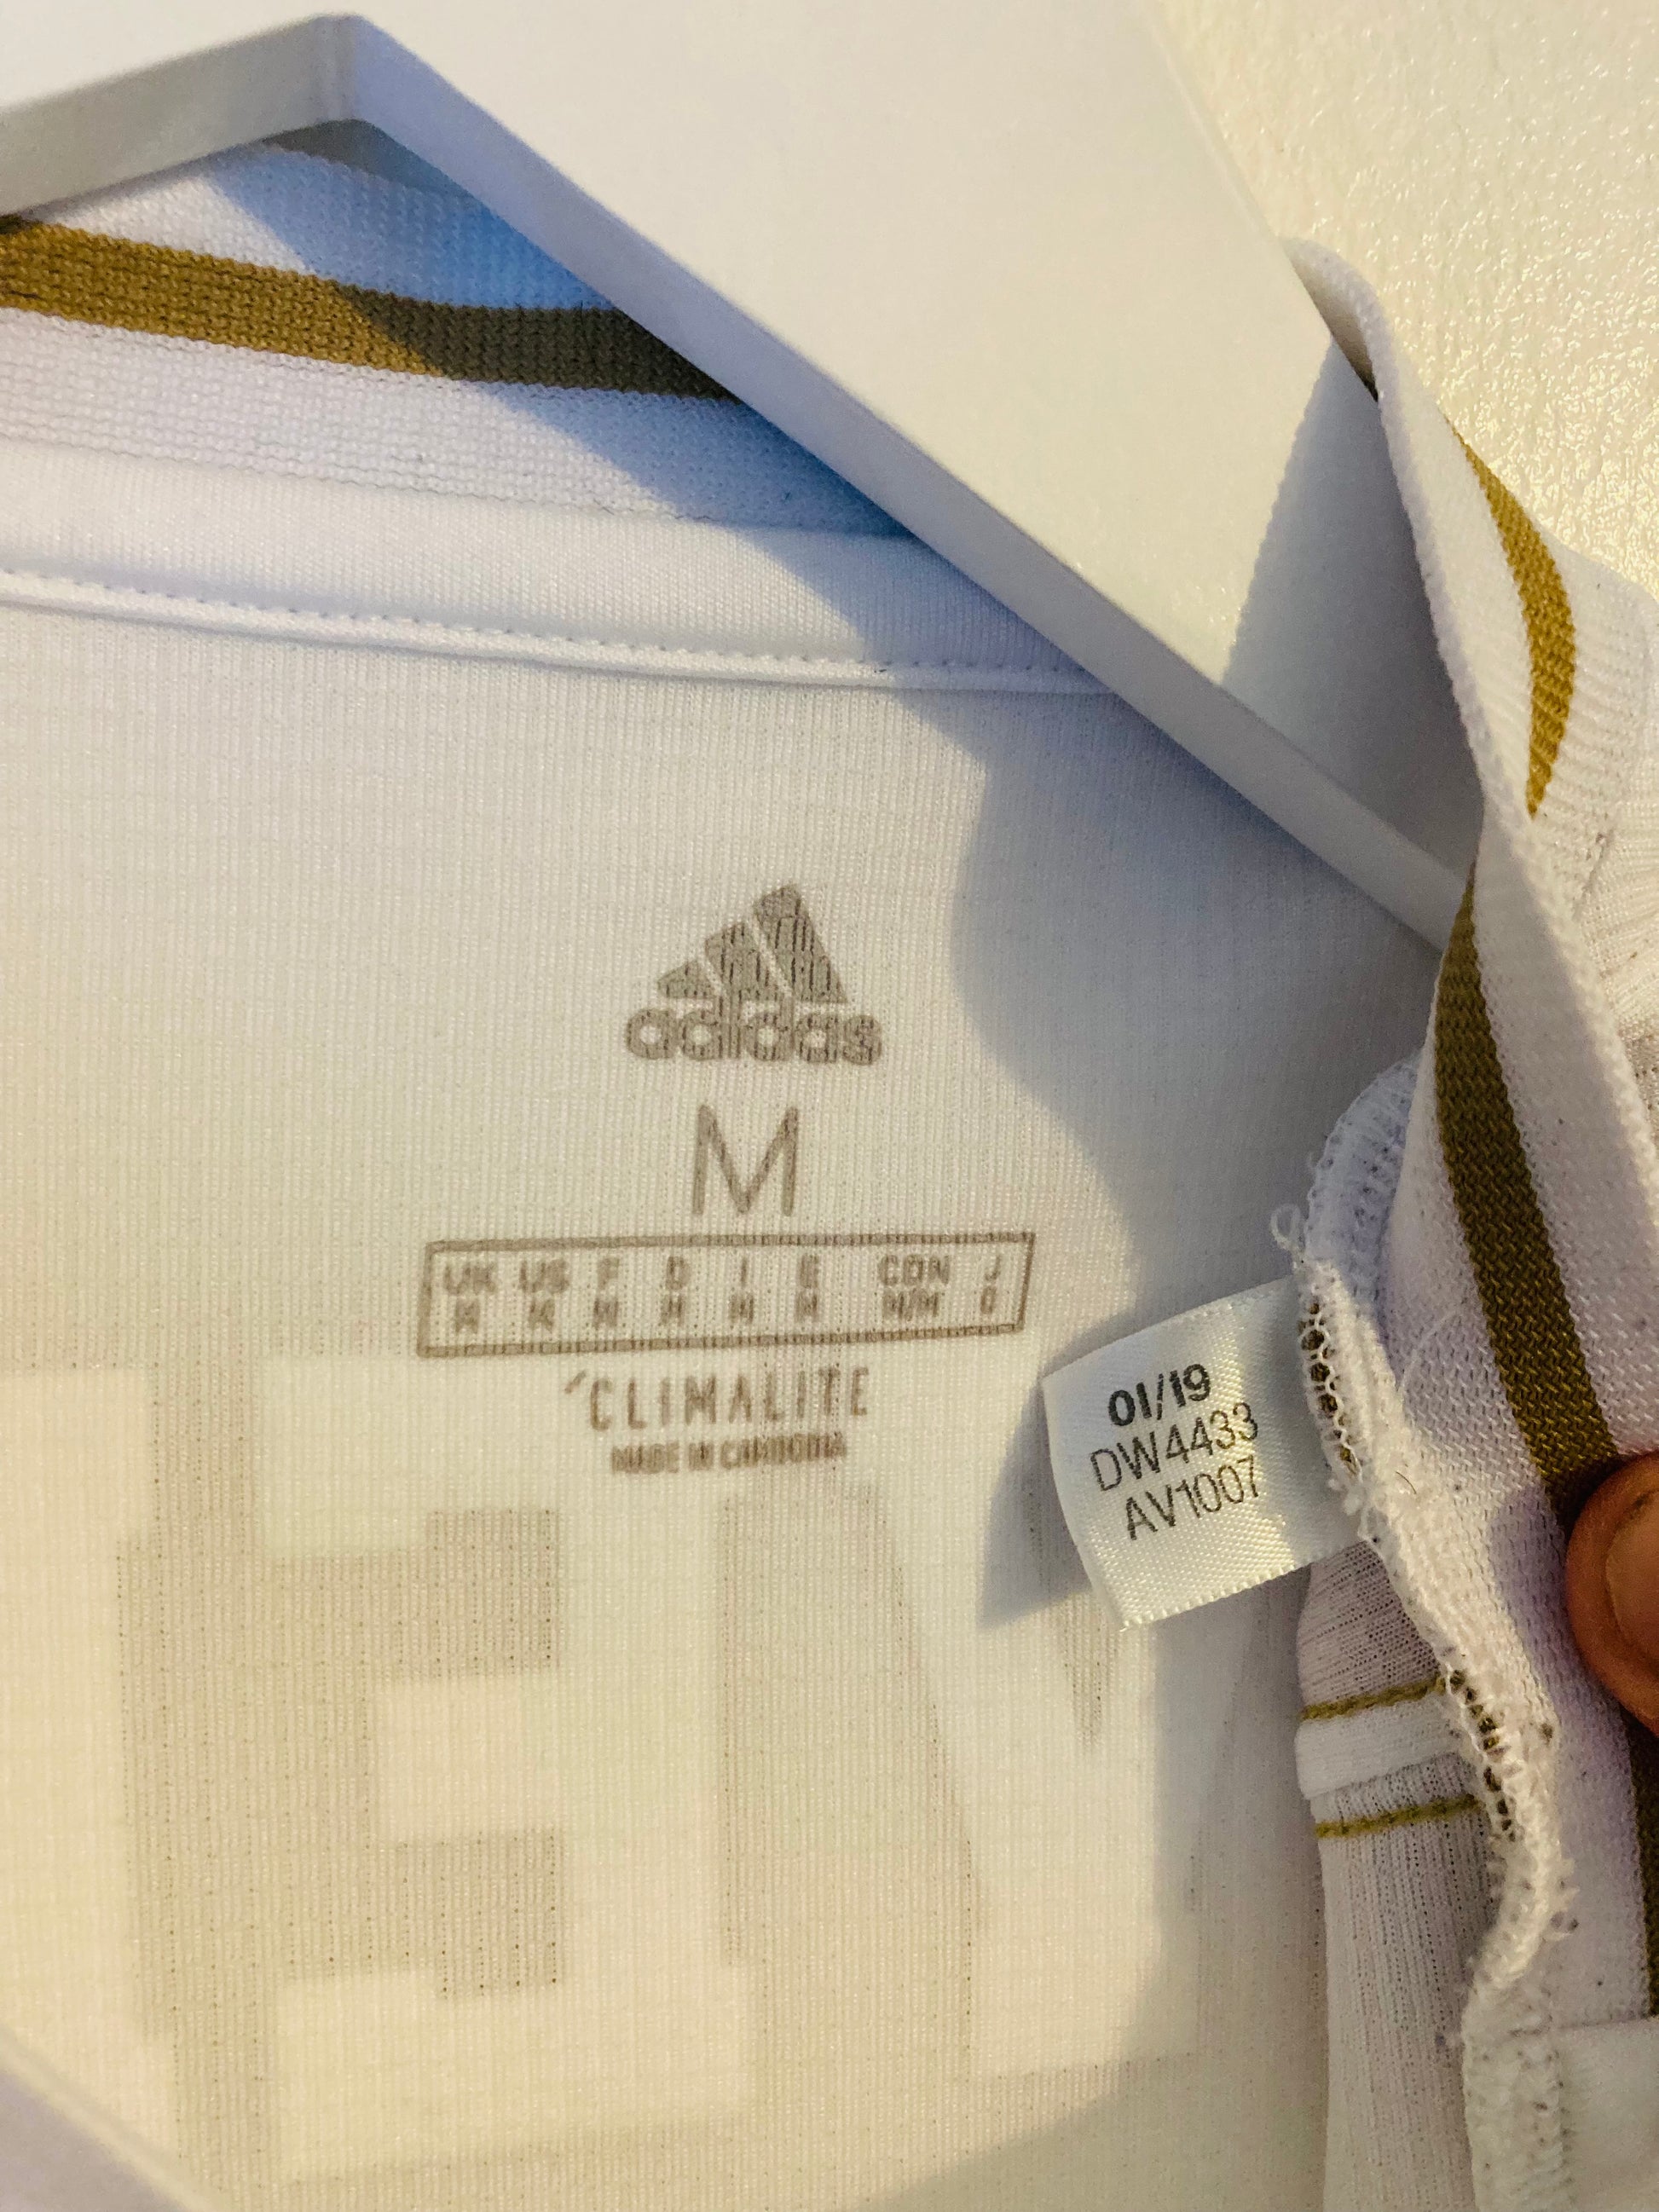 adidas
M
UK US F D I E CDN J
M M M M M M M/M O
CLIMALITE
MADE IN CAMBODIA
01/19
DW4433
AV1007